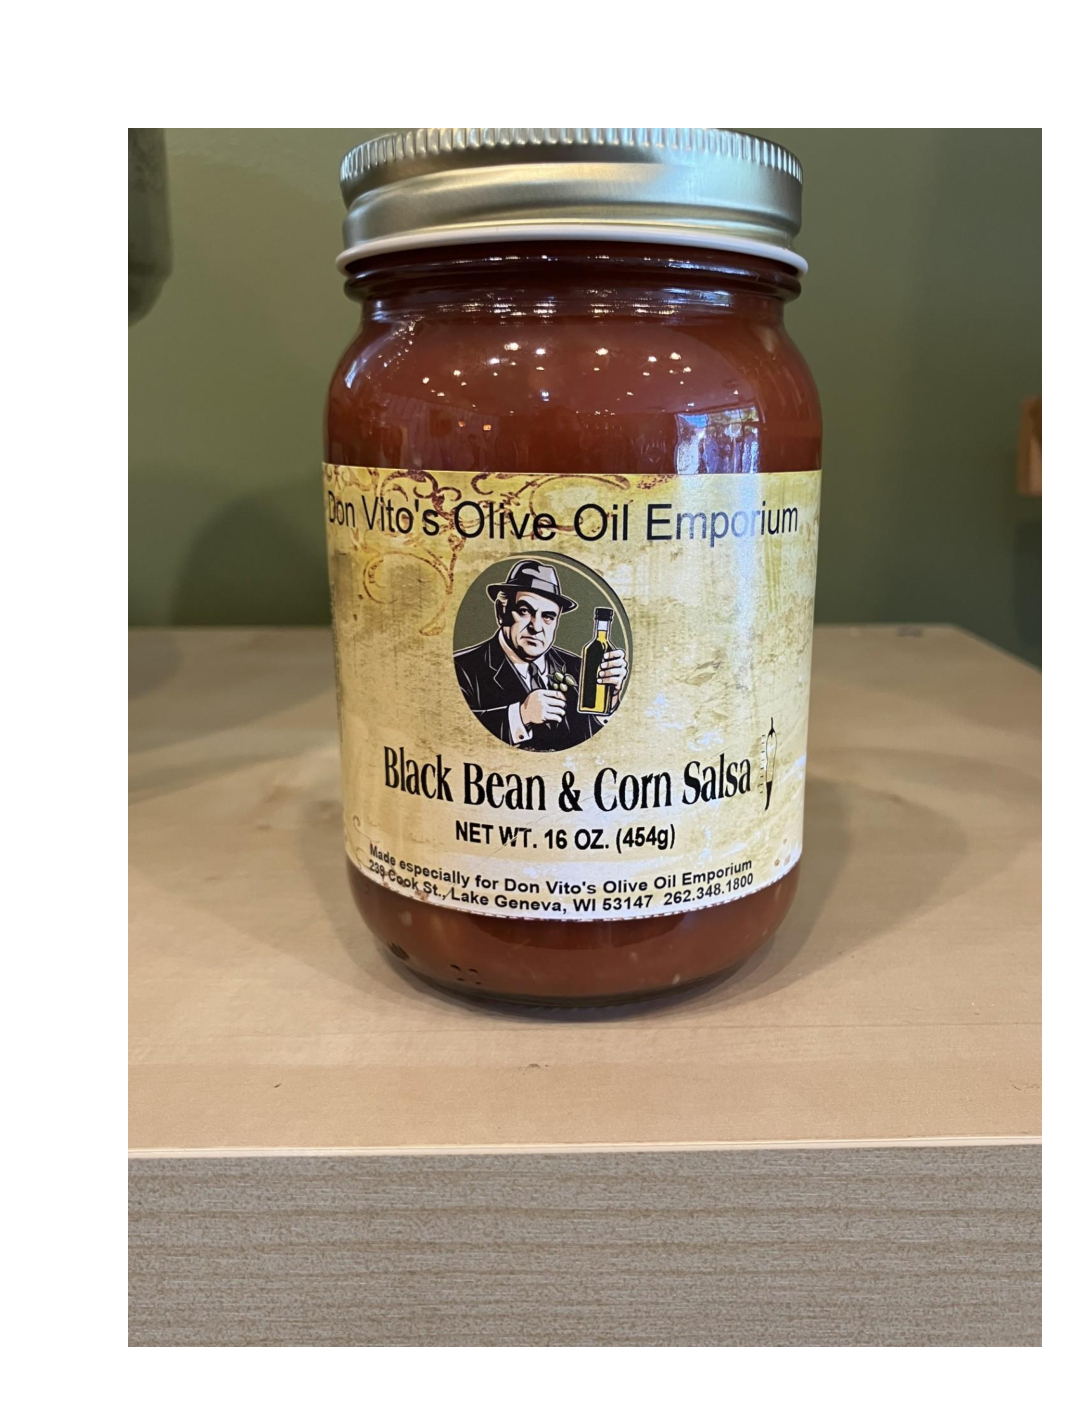 Don Vito's Olive Oil Emporium
Black Bean & Corn Salsa
NET WT. 16 OZ. (454g)
Made especially for Don Vito's Olive Oil Emporium
239 Cook St., Lake Geneva, WI 53147 262.348.1800